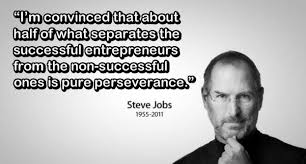 “I’m convinced that about
half of what separates the
successful entrepreneurs
from the non-successful
ones is pure perseverance.”
Steve Jobs
1955-2011